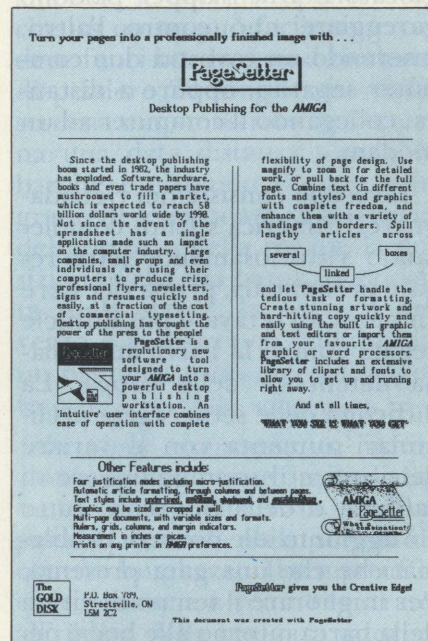 Turn your pages into a professionally finished image with . . .
PageSetter
Desktop Publishing for the AMIGA
Since the desktop publishing
boom started in 1982, the industry
has exploded. Software, hardware,
books and even trade papers have
mushroomed to fill a market,
which is expected to reach 50
billion dollars world wide by 1990.
Not since the advent of the
spreadsheet has a single
application made such an impact
on the computer industry. Large
companies, small groups and even
individuals are using their
computers to produce crisp,
professional flyers, newsletters,
signs and resumes quickly and
easily, at a fraction of the cost
of commercial typesetting.
Desktop publishing has brought the
power of the press to the people!
PageSetter is a
revolutionary new
software tool
designed to turn
your AMIGA into a
powerful desktop
publishing
workstation. An
'intuitive' user interface combines
ease of operation with complete
flexibility of page design. Use
magnify to zoom in for detailed
work, or pull back for the full
page. Combine text (in different
fonts and styles) and graphics
with complete freedom, and
enhance them with a variety of
shadings and borders. Spill
lengthy articles across
several
boxes
linked
and let PageSetter handle the
tedious task of formatting.
Create stunning artwork and
hard-hitting copy quickly and
easily using the built in graphic
and text editors or import them
from your favourite AMIGA
graphic or word processors.
PageSetter includes an extensive
library of clipart and fonts to
allow you to get up and running
right away.
And at all times,
WHAT YOU SEE IS WHAT YOU GET
Other Features include:
Four justification modes including micro-justification.
Automatic article formatting, through columns and between pages.
Text styles include underlined, outlined, shadowed, and
Graphics may be sized or cropped at will.
Multi-page documents, with variable sizes and formats.
Rulers, grids, columns, and margin indicators.
Measurement in inches or picas.
Prints on any printer in AMIGA preferences.
AMIGA
& PageSetter
What a
combination!
The
GOLD
DISK
P.O. Box 789,
Streetsville, ON
L5M 2C2
PageSetter gives you the Creative Edge!
This document was created with PageSetter